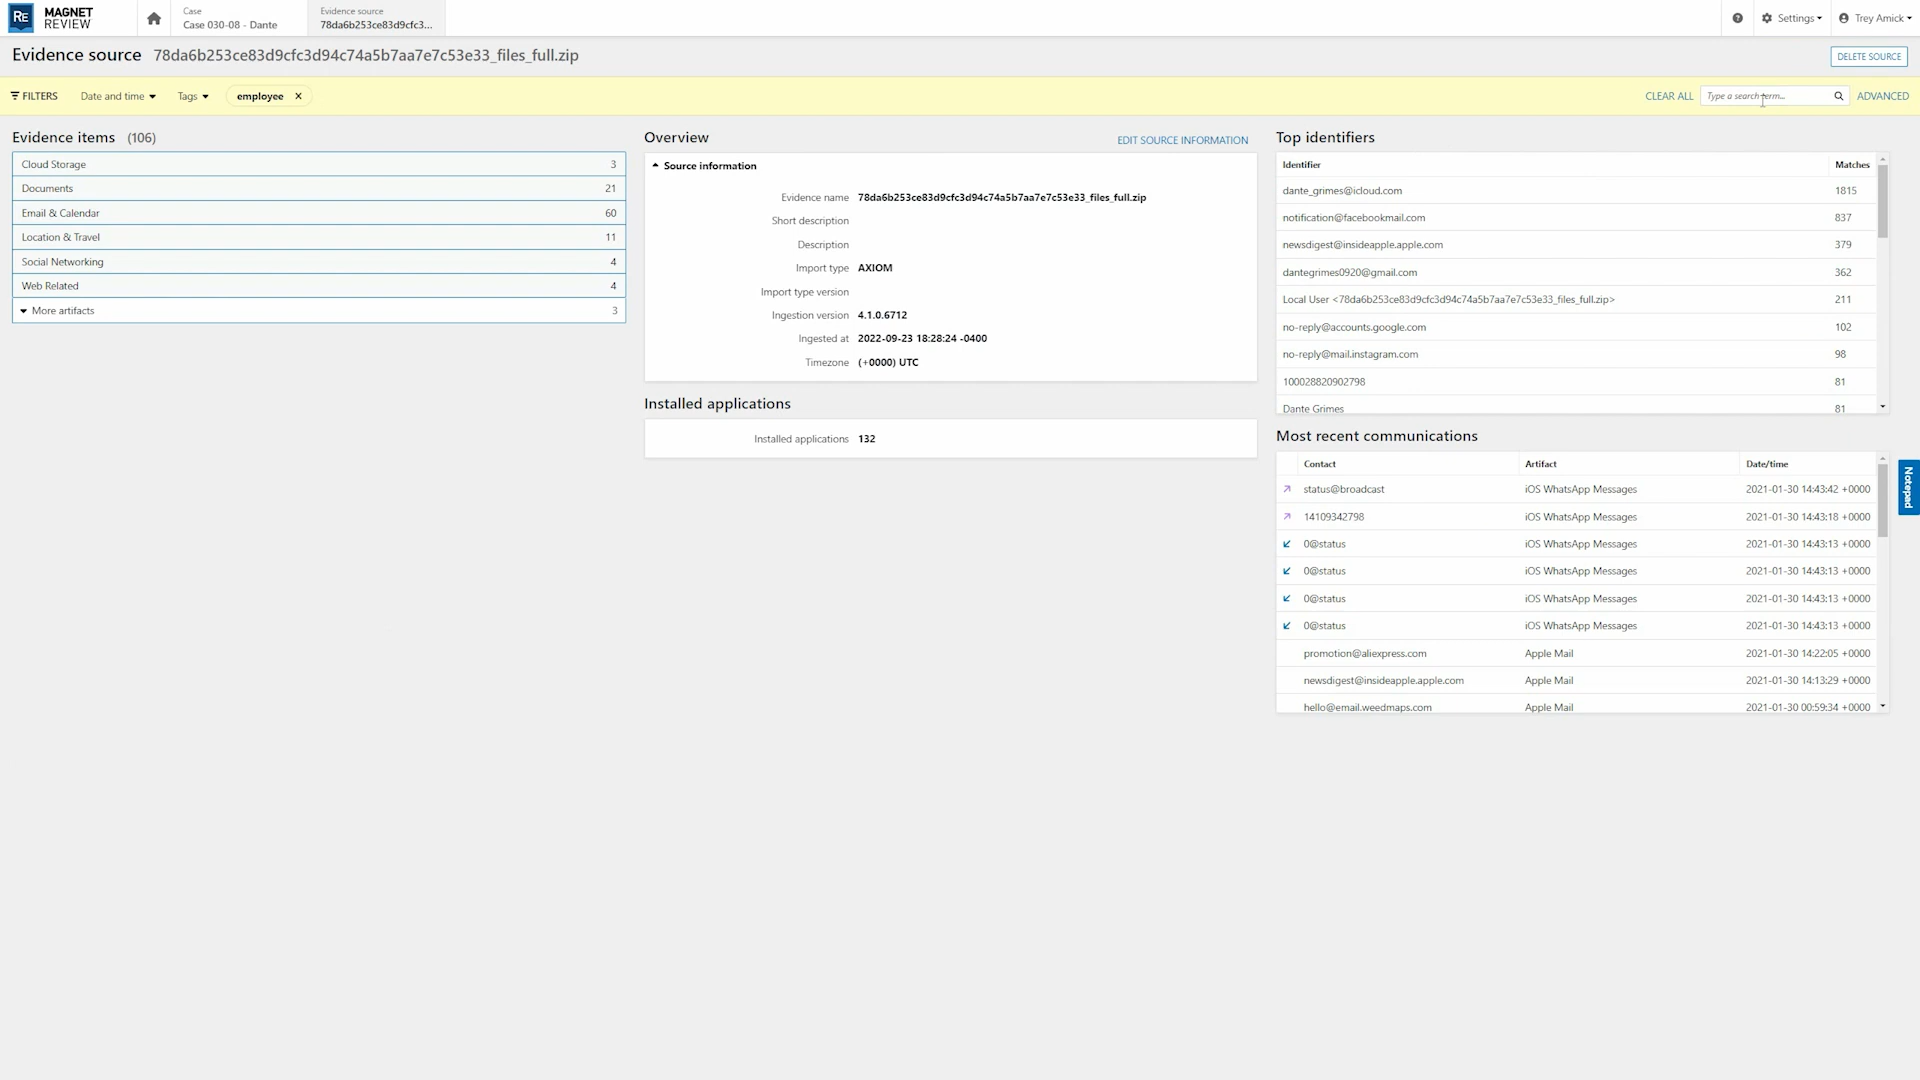 RE MAGNET REVIEW
Case
Case 030-08 - Dante
Evidence source
78da6b253ce83d9cfc3d94c...
Settings
Trey Amick
Evidence source 78da6b253ce83d9cfc3d94c74a5b7aa7e7c53e33_files_full.zip
DELETE SOURCE
FILTERS Date and time Tags employee
CLEAR ALL Type a search term... ADVANCED
Evidence items (106)
Cloud Storage 3
Documents 21
Email & Calendar 60
Location & Travel 11
Social Networking 4
Web Related 4
More artifacts 3
Overview EDIT SOURCE INFORMATION
Source information
Evidence name 78da6b253ce83d9cfc3d94c74a5b7aa7e7c53e33_files_full.zip
Short description
Description
Import type AXIOM
Import type version
Ingestion version 4.1.0.6712
Ingested at 2022-09-23 18:28:24 -0400
Timezone (+0000) UTC
Installed applications
Installed applications 132
Top identifiers
Identifier Matches
dante_grimes@icloud.com 1815
notification@facebookmail.com 837
newsdigest@insideapple.apple.com 379
dantegrimes0920@gmail.com 362
Local User <78da6b253ce83d9cfc3d94c74a5b7aa7e7c53e33_files_full.zip> 211
no-reply@accounts.google.com 102
no-reply@mail.instagram.com 98
100028820902798 81
Dante Grimes 81
Most recent communications
Contact Artifact Date/time
status@broadcast iOS WhatsApp Messages 2021-01-30 14:43:42 +0000
14109342798 iOS WhatsApp Messages 2021-01-30 14:43:18 +0000
0@status iOS WhatsApp Messages 2021-01-30 14:43:13 +0000
0@status iOS WhatsApp Messages 2021-01-30 14:43:13 +0000
0@status iOS WhatsApp Messages 2021-01-30 14:43:13 +0000
0@status iOS WhatsApp Messages 2021-01-30 14:43:13 +0000
promotion@aliexpress.com Apple Mail 2021-01-30 14:22:05 +0000
newsdigest@insideapple.apple.com Apple Mail 2021-01-30 14:13:29 +0000
hello@email.weedmaps.com Apple Mail 2021-01-30 00:59:34 +0000
Notepad